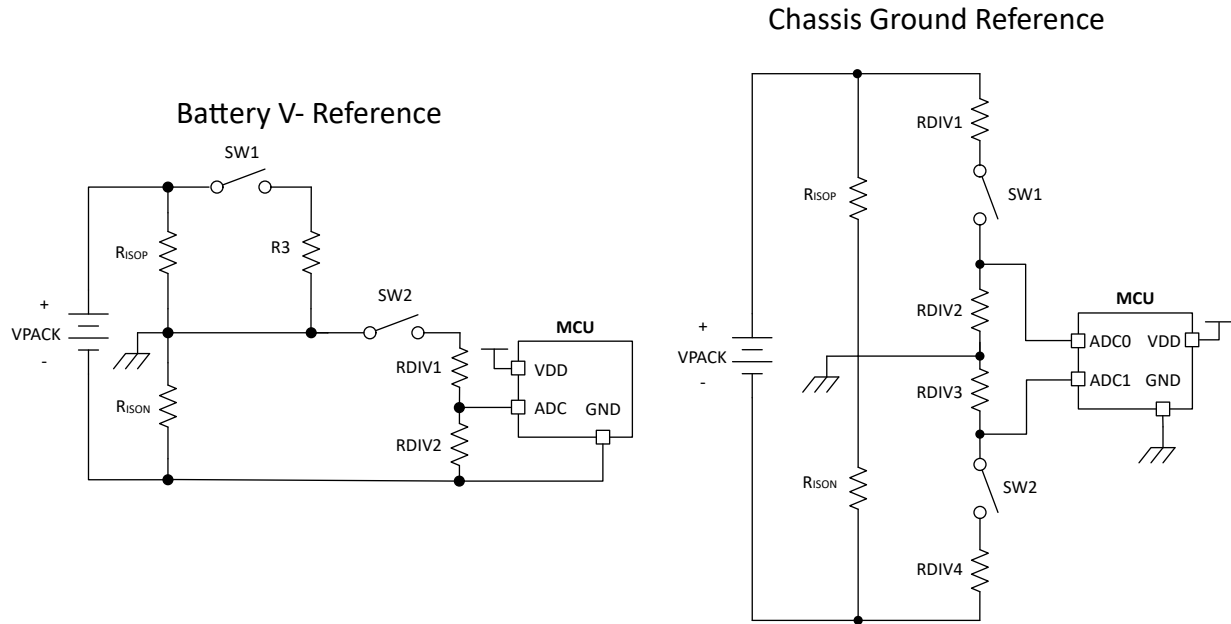 Chassis Ground Reference
Battery V- Reference
SW1
RISOP
R3
SW2
+
VPACK
-
RISON
RDIV1
RDIV2
MCU
VDD
ADC
GND
RDIV1
SW1
RISOP
RDIV2
+
VPACK
-
RDIV3
RISON
SW2
RDIV4
MCU
ADC0
VDD
ADC1
GND